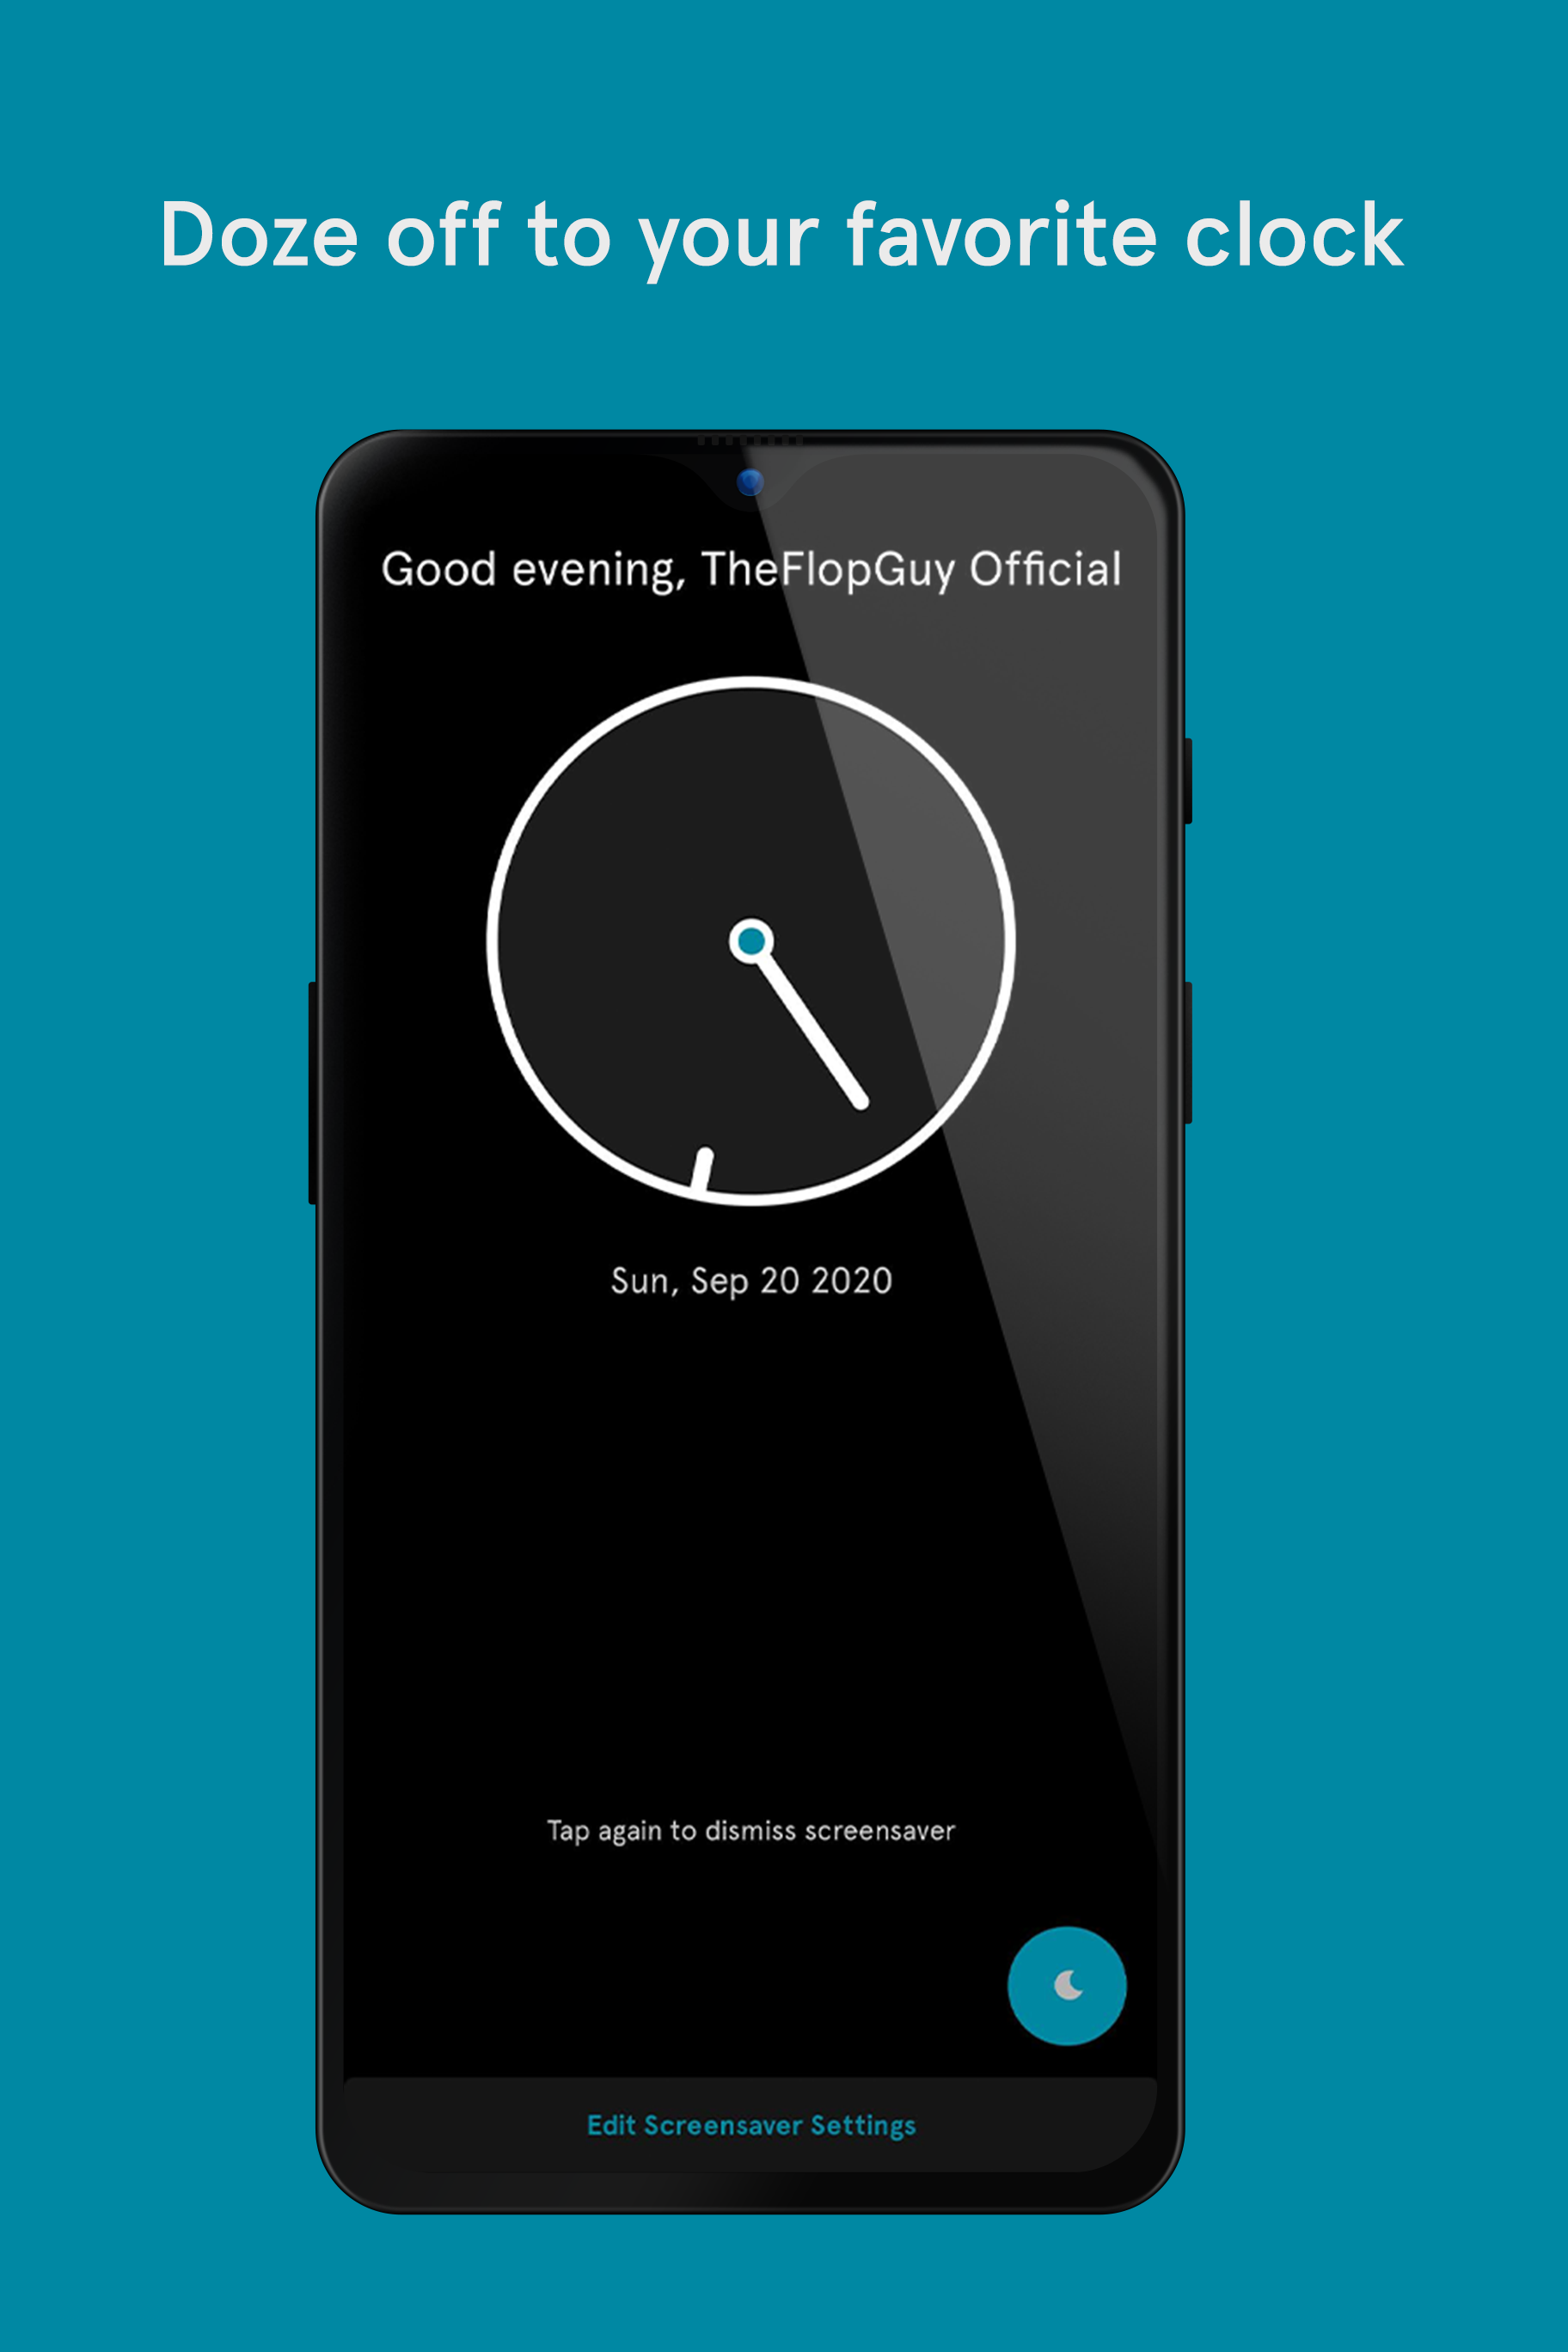 Doze off to your favorite clock
Good evening, TheFlopGuy Official
Sun, Sep 20 2020
Tap again to dismiss screensaver
Edit Screensaver Settings